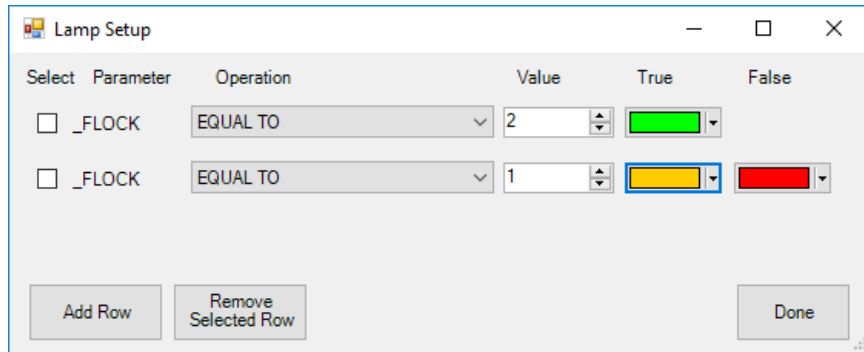 Lamp Setup
Select Parameter Operation Value True False
_FLOCK EQUAL TO 2
_FLOCK EQUAL TO 1
Add Row
Remove
Selected Row
Done